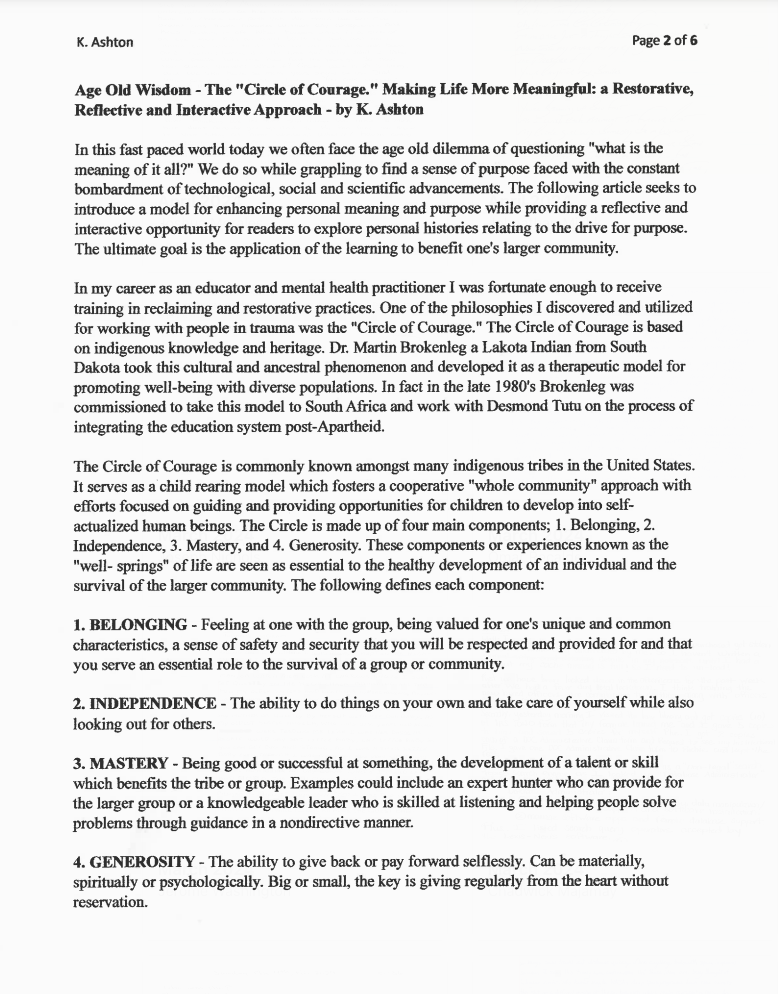 K. Ashton
Page 2 of 6
Age Old Wisdom - The "Circle of Courage." Making Life More Meaningful: a Restorative,
Reflective and Interactive Approach - by K. Ashton
In this fast paced world today we often face the age old dilemma of questioning "what is the
meaning of it all?" We do so while grappling to find a sense of purpose faced with the constant
bombardment of technological, social and scientific advancements. The following article seeks to
introduce a model for enhancing personal meaning and purpose while providing a reflective and
interactive opportunity for readers to explore personal histories relating to the drive for purpose.
The ultimate goal is the application of the learning to benefit one's larger community.
In my career as an educator and mental health practitioner I was fortunate enough to receive
training in reclaiming and restorative practices. One of the philosophies I discovered and utilized
for working with people in trauma was the "Circle of Courage." The Circle of Courage is based
on indigenous knowledge and heritage. Dr. Martin Brokenleg a Lakota Indian from South
Dakota took this cultural and ancestral phenomenon and developed it as a therapeutic model for
promoting well-being with diverse populations. In fact in the late 1980's Brokenleg was
commissioned to take this model to South Africa and work with Desmond Tutu on the process of
integrating the education system post-Apartheid.
The Circle of Courage is commonly known amongst many indigenous tribes in the United States.
It serves as a child rearing model which fosters a cooperative "whole community" approach with
efforts focused on guiding and providing opportunities for children to develop into self-
actualized human beings. The Circle is made up of four main components; 1. Belonging, 2.
Independence, 3. Mastery, and 4. Generosity. These components or experiences known as the
"well- springs" of life are seen as essential to the healthy development of an individual and the
survival of the larger community. The following defines each component:
1. BELONGING - Feeling at one with the group, being valued for one's unique and common
characteristics, a sense of safety and security that you will be respected and provided for and that
you serve an essential role to the survival of a group or community.
2. INDEPENDENCE - The ability to do things on your own and take care of yourself while also
looking out for others.
3. MASTERY - Being good or successful at something, the development of a talent or skill
which benefits the tribe or group. Examples could include an expert hunter who can provide for
the larger group or a knowledgeable leader who is skilled at listening and helping people solve
problems through guidance in a nondirective manner.
4. GENEROSITY - The ability to give back or pay forward selflessly. Can be materially,
spiritually or psychologically. Big or small, the key is giving regularly from the heart without
reservation.